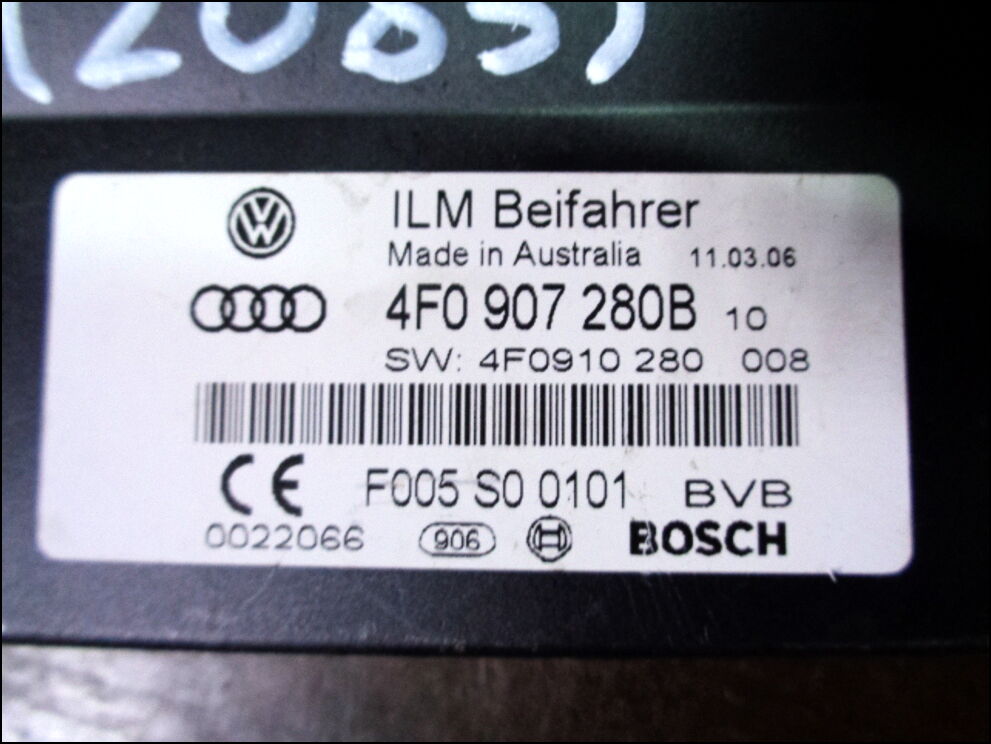 ILM Beifahrer
Made in Australia 11.03.06
4F0 907 280B 10
SW: 4F0910 280 008
CE F005 S0 0101 BVB
0022066 906 BOSCH